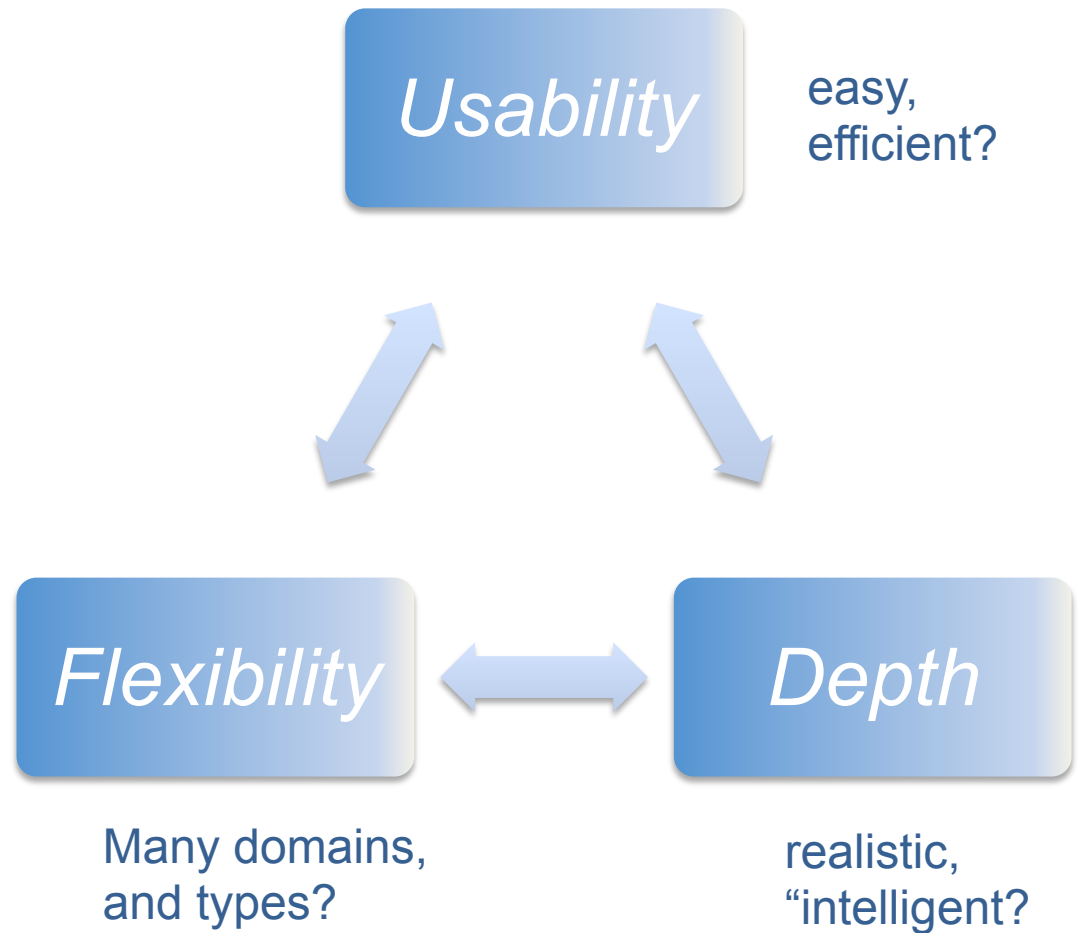 Usability
easy,
efficient?
Flexibility
Depth
Many domains,
and types?
realistic,
“intelligent?